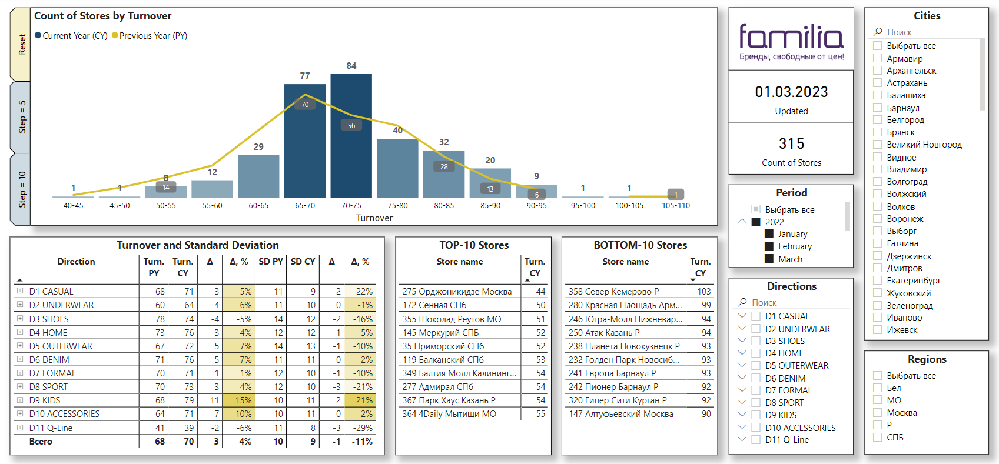 Reset
Step = 5
Step = 10
Count of Stores by Turnover
Current Year (CY) Previous Year (PY)
1 1 8 12 29 77 84 40 32 20 9 1 1
14 70 56 28 13 6 1
40-45 45-50 50-55 55-60 60-65 65-70 70-75 75-80 80-85 85-90 90-95 95-100 100-105 105-110
Turnover
familia
Бренды, свободные от цен!
01.03.2023
Updated
315
Count of Stores
Period
Выбрать все
2022
January
February
March
Directions
Поиск
D1 CASUAL
D2 UNDERWEAR
D3 SHOES
D4 HOME
D5 OUTERWEAR
D6 DENIM
D7 FORMAL
D8 SPORT
D9 KIDS
D10 ACCESSORIES
D11 Q-Line
Cities
Поиск
Выбрать все
Армавир
Архангельск
Астрахань
Балашиха
Барнаул
Белгород
Брянск
Великий Новгород
Видное
Владимир
Волгоград
Волжский
Волхов
Воронеж
Выборг
Гатчина
Дзержинск
Дмитров
Екатеринбург
Жуковский
Зеленоград
Иваново
Ижевск
Regions
Выбрать все
Бел
МО
Москва
Р
СПБ
Turnover and Standard Deviation
Direction Turn. PY Turn. CY Δ Δ, % SD PY SD CY Δ Δ, %
D1 CASUAL 68 71 3 5% 11 9 -2 -22%
D2 UNDERWEAR 60 64 4 6% 11 10 0 -1%
D3 SHOES 78 74 -4 -5% 14 12 -2 -16%
D4 HOME 73 76 3 4% 12 12 -1 -5%
D5 OUTERWEAR 67 72 5 7% 14 13 -1 -10%
D6 DENIM 71 76 5 7% 11 11 0 -2%
D7 FORMAL 70 71 1 1% 12 10 -1 -10%
D8 SPORT 70 73 3 4% 12 10 -3 -21%
D9 KIDS 68 79 11 15% 10 11 2 21%
D10 ACCESSORIES 64 71 7 10% 10 11 0 2%
D11 Q-Line 41 39 -2 -6% 11 8 -3 -29%
Всего 68 70 3 4% 10 9 -1 -11%
TOP-10 Stores
Store name Turn. CY
275 Орджоникидзе Москва 44
172 Сенная СПб 50
355 Шоколад Реутов МО 51
145 Меркурий СПБ 52
35 Приморский СПб 52
119 Балканский СПб 53
349 Балтия Молл Калининг... 54
277 Адмирал СПб 54
367 Парк Хаус Казань Р 54
364 4Daily Мытищи МО 55
BOTTOM-10 Stores
Store name Turn. CY
358 Север Кемерово Р 103
280 Красная Площадь Арм... 99
246 Югра-Молл Нижневар... 94
250 Атак Казань Р 94
238 Планета Новокузнецк Р 93
232 Голден Парк Новосиб... 93
241 Европа Барнаул Р 93
242 Пионер Барнаул Р 92
320 Гипер Сити Курган Р 92
147 Алтуфьевский Москва 90